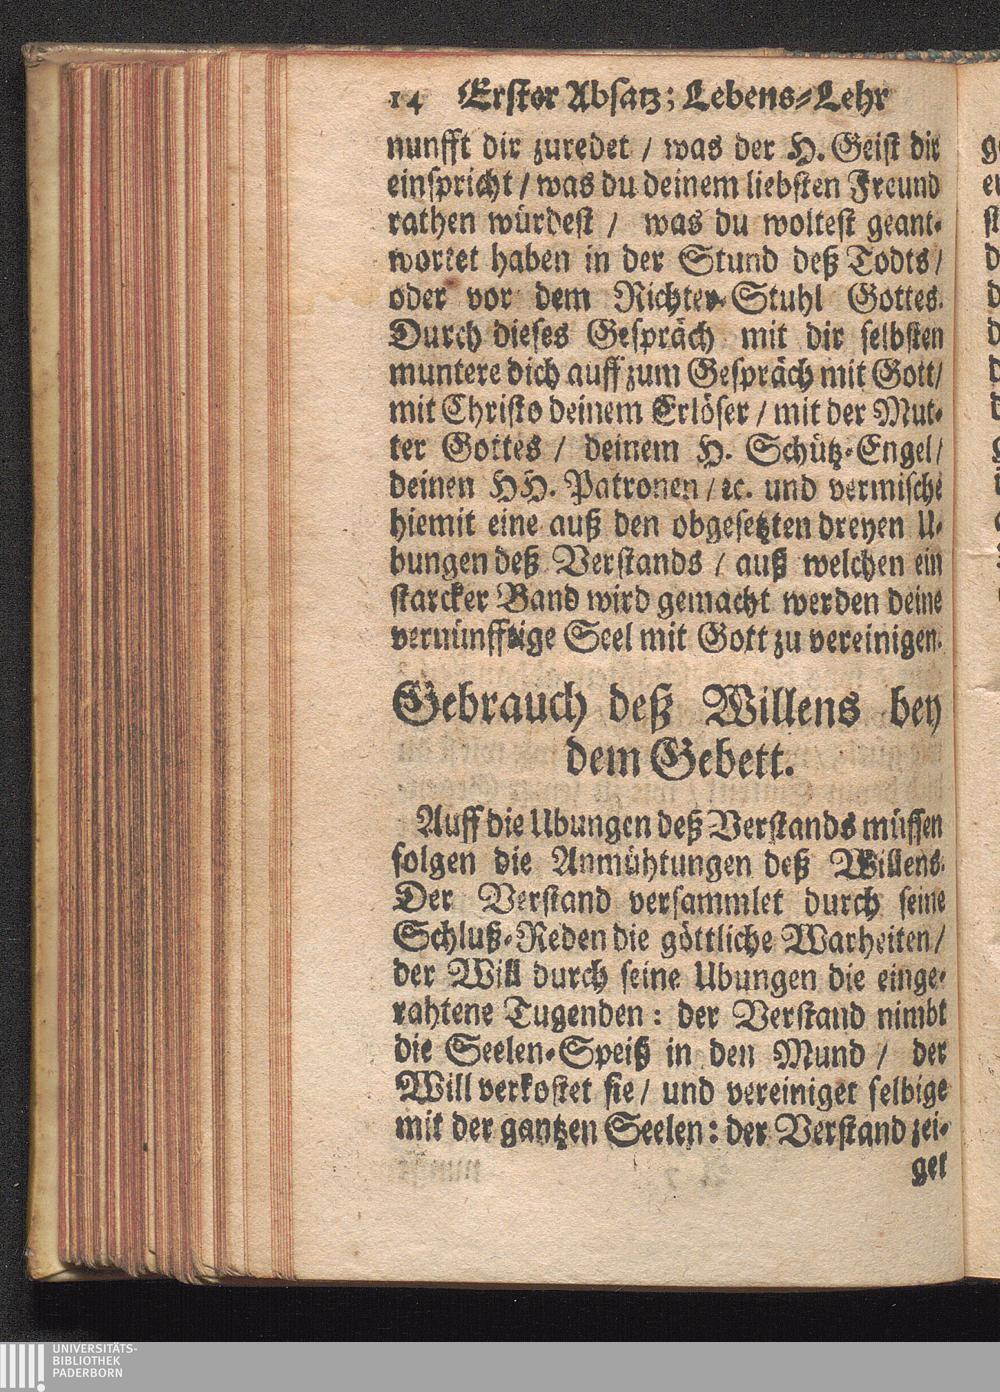 14 Erster Absatz; Lebens-Lehr
nunfft dir zuredet / was der H. Geist dir
einspricht / was du deinem liebsten Freund
rathen würdest / was du woltest geant-
wortet haben in der Stund deß Todts /
oder vor dem Richter-Stuhl Gottes.
Durch dieses Gespräch mit dir selbsten
muntere dich auff zum Gespräch mit Gott /
mit Christo deinem Erlöser / mit der Mut-
ter Gottes / deinem H. Schütz-Engel /
deinen HH. Patronen / ꝛc. und vermische
hiemit eine auß den obgesetzten dreyen U-
bungen deß Verstands / auß welchen ein
starcker Band wird gemacht werden deine
vernünfftige Seel mit Gott zu vereinigen.
Gebrauch deß Willens bey
dem Gebett.
Auff die Ubungen deß Verstands müssen
folgen die Anmühtungen deß Willens.
Der Verstand versammlet durch seine
Schluß-Reden die göttliche Warheiten /
der Will durch seine Ubungen die einge-
rahtene Tugenden: der Verstand nimbt
die Seelen-Speiß in den Mund / der
Will verkostet sie / und vereiniget selbige
mit der gantzen Seelen: der Verstand zei-
get
UNIVERSITÄTS-
BIBLIOTHEK
PADERBORN